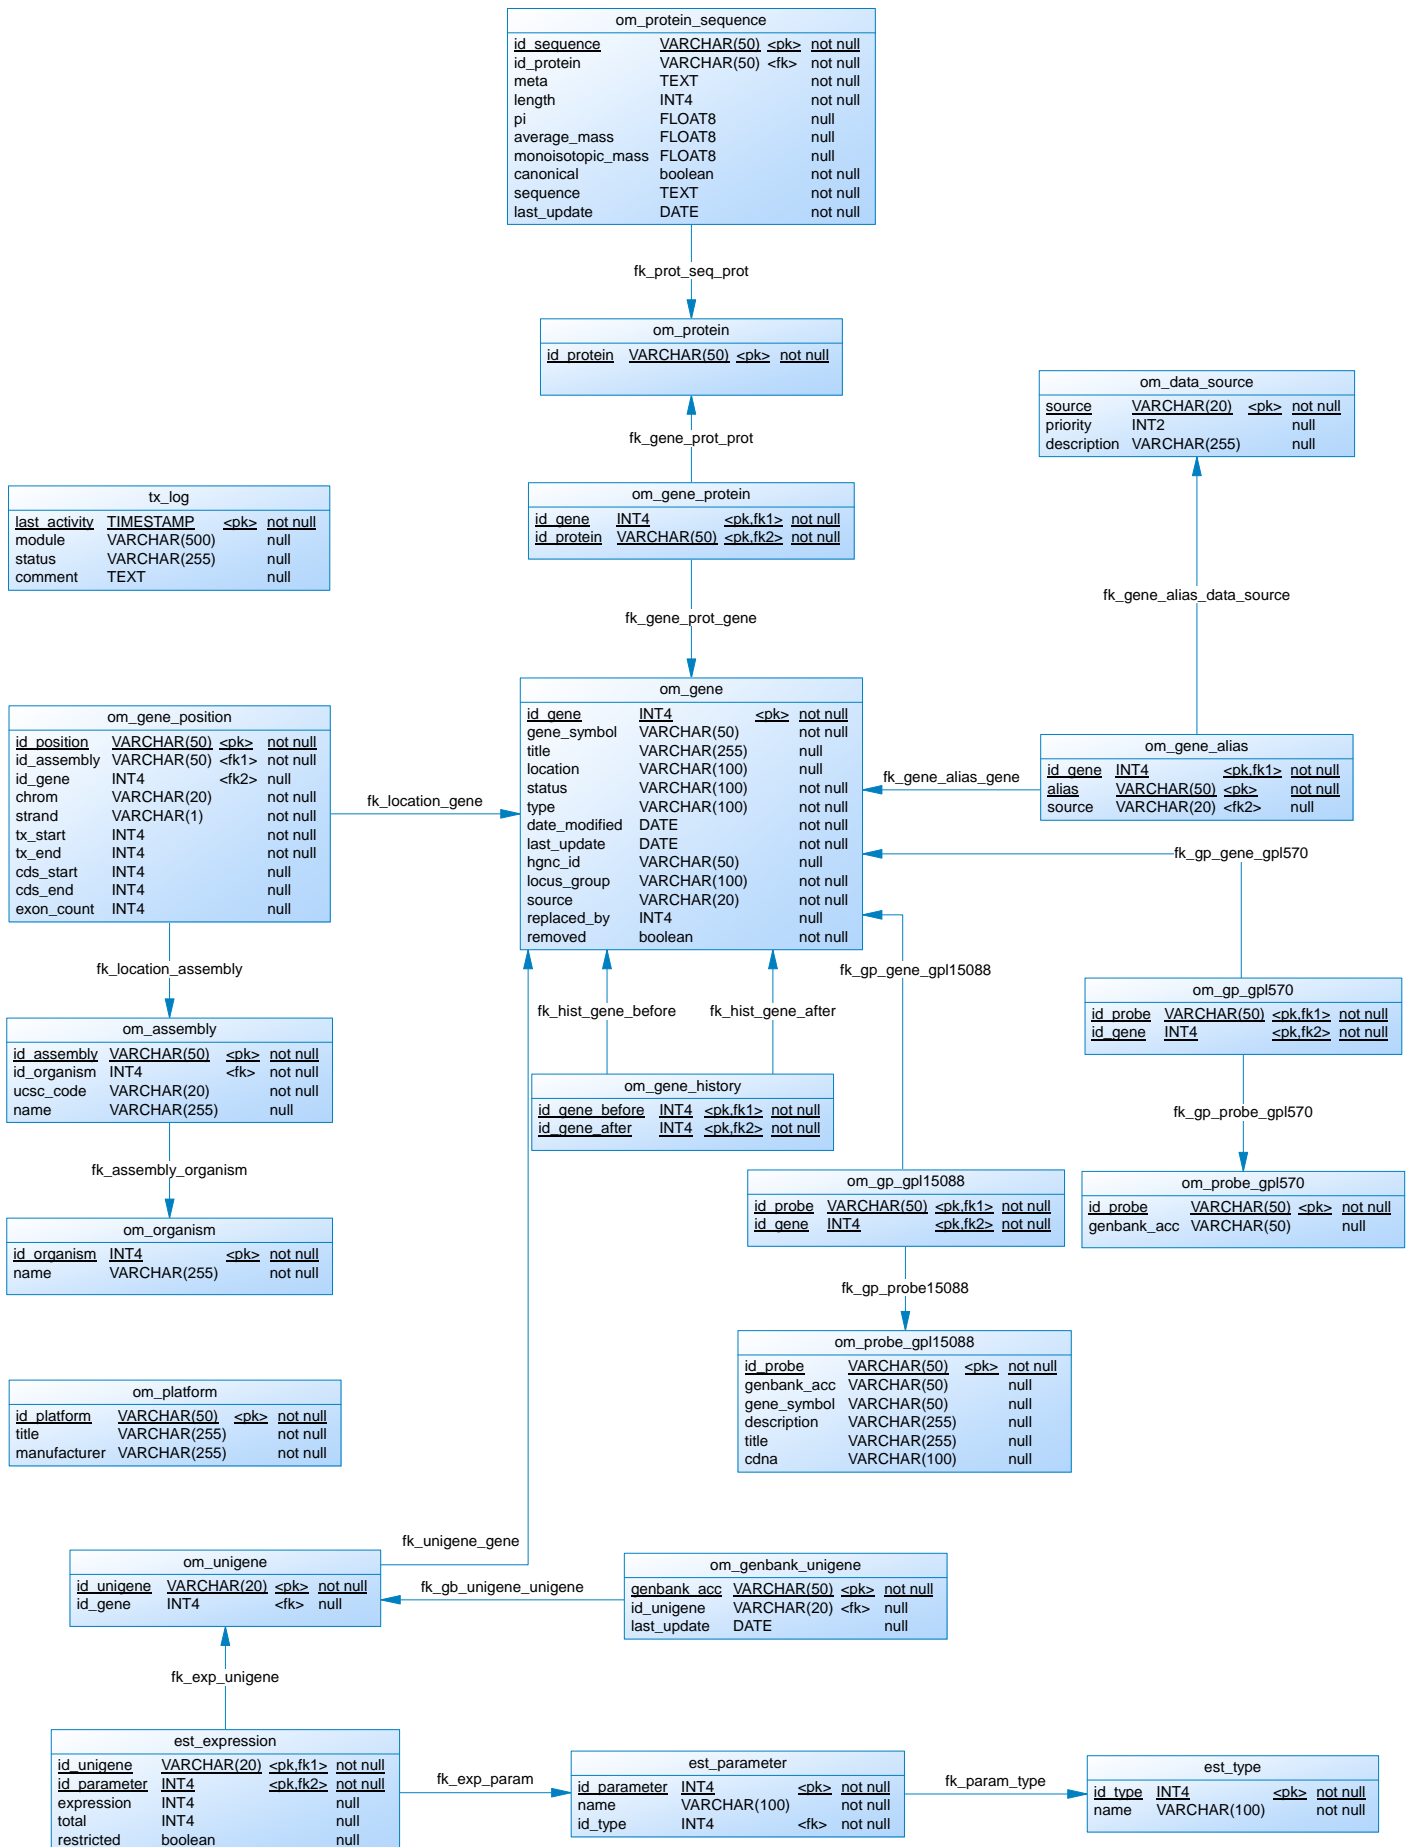 om_protein_sequence
id_sequence VARCHAR(50) <pk> not null
id_protein VARCHAR(50) <fk> not null
meta TEXT not null
length INT4 not null
pi FLOAT8 null
average_mass FLOAT8 null
monoisotopic_mass FLOAT8 null
canonical boolean not null
sequence TEXT not null
last_update DATE not null
fk_prot_seq_prot
om_protein
id_protein VARCHAR(50) <pk> not null
om_data_source
source VARCHAR(20) <pk> not null
priority INT2 null
description VARCHAR(255) null
fk_gene_prot_prot
om_gene_protein
id_gene INT4 <pk,fk1> not null
id_protein VARCHAR(50) <pk,fk2> not null
tx_log
last_activity TIMESTAMP <pk> not null
module VARCHAR(500) null
status VARCHAR(255) null
comment TEXT null
fk_gene_alias_data_source
fk_gene_prot_gene
om_gene
id_gene INT4 <pk> not null
gene_symbol VARCHAR(50) not null
title VARCHAR(255) null
location VARCHAR(100) null
status VARCHAR(100) not null
type VARCHAR(100) not null
date_modified DATE not null
last_update DATE not null
hgnc_id VARCHAR(50) null
locus_group VARCHAR(100) not null
source VARCHAR(20) not null
replaced_by INT4 null
removed boolean not null
om_gene_position
id_position VARCHAR(50) <pk> not null
id_assembly VARCHAR(50) <fk1> not null
id_gene INT4 <fk2> null
chrom VARCHAR(20) not null
strand VARCHAR(1) not null
tx_start INT4 not null
tx_end INT4 not null
cds_start INT4 null
cds_end INT4 null
exon_count INT4 null
fk_location_gene
om_gene_alias
id_gene INT4 <pk,fk1> not null
alias VARCHAR(50) <pk> not null
source VARCHAR(20) <fk2> null
fk_gene_alias_gene
fk_gp_gene_gpl570
fk_location_assembly
fk_gp_gene_gpl15088
fk_hist_gene_before
fk_hist_gene_after
om_gp_gpl570
id_probe VARCHAR(50) <pk,fk1> not null
id_gene INT4 <pk,fk2> not null
om_assembly
id_assembly VARCHAR(50) <pk> not null
id_organism INT4 <fk> not null
ucsc_code VARCHAR(20) not null
name VARCHAR(255) null
om_gene_history
id_gene_before INT4 <pk,fk1> not null
id_gene_after INT4 <pk,fk2> not null
fk_gp_probe_gpl570
fk_assembly_organism
om_gp_gpl15088
id_probe VARCHAR(50) <pk,fk1> not null
id_gene INT4 <pk,fk2> not null
om_probe_gpl570
id_probe VARCHAR(50) <pk> not null
genbank_acc VARCHAR(50) null
om_organism
id_organism INT4 <pk> not null
name VARCHAR(255) not null
fk_gp_probe15088
om_probe_gpl15088
id_probe VARCHAR(50) <pk> not null
genbank_acc VARCHAR(50) null
gene_symbol VARCHAR(50) null
description VARCHAR(255) null
title VARCHAR(255) null
cdna VARCHAR(100) null
om_platform
id_platform VARCHAR(50) <pk> not null
title VARCHAR(255) not null
manufacturer VARCHAR(255) not null
fk_unigene_gene
om_unigene
id_unigene VARCHAR(20) <pk> not null
id_gene INT4 <fk> null
fk_gb_unigene_unigene
om_genbank_unigene
genbank_acc VARCHAR(50) <pk> not null
id_unigene VARCHAR(20) <fk> null
last_update DATE null
fk_exp_unigene
est_expression
id_unigene VARCHAR(20) <pk,fk1> not null
id_parameter INT4 <pk,fk2> not null
expression INT4 null
total INT4 null
restricted boolean null
fk_exp_param
est_parameter
id_parameter INT4 <pk> not null
name VARCHAR(100) not null
id_type INT4 <fk> not null
fk_param_type
est_type
id_type INT4 <pk> not null
name VARCHAR(100) not null